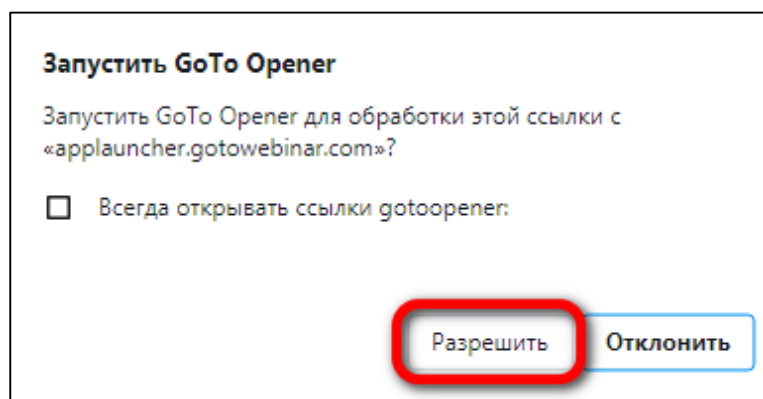 Запустить GoTo Opener
Запустить GoTo Opener для обработки этой ссылки с
«applauncher.gotowebinar.com»?
Всегда открывать ссылки gotoopener:
Разрешить Отклонить